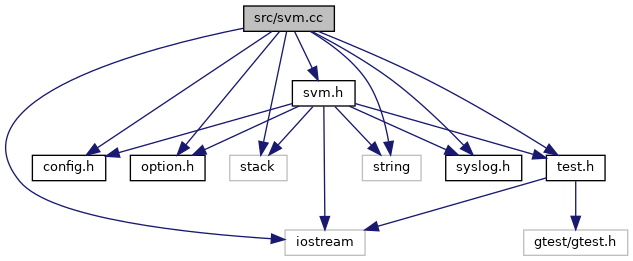 src/svm.cc
svm.h
config.h
option.h
stack
string
syslog.h
test.h
iostream
gtest/gtest.h